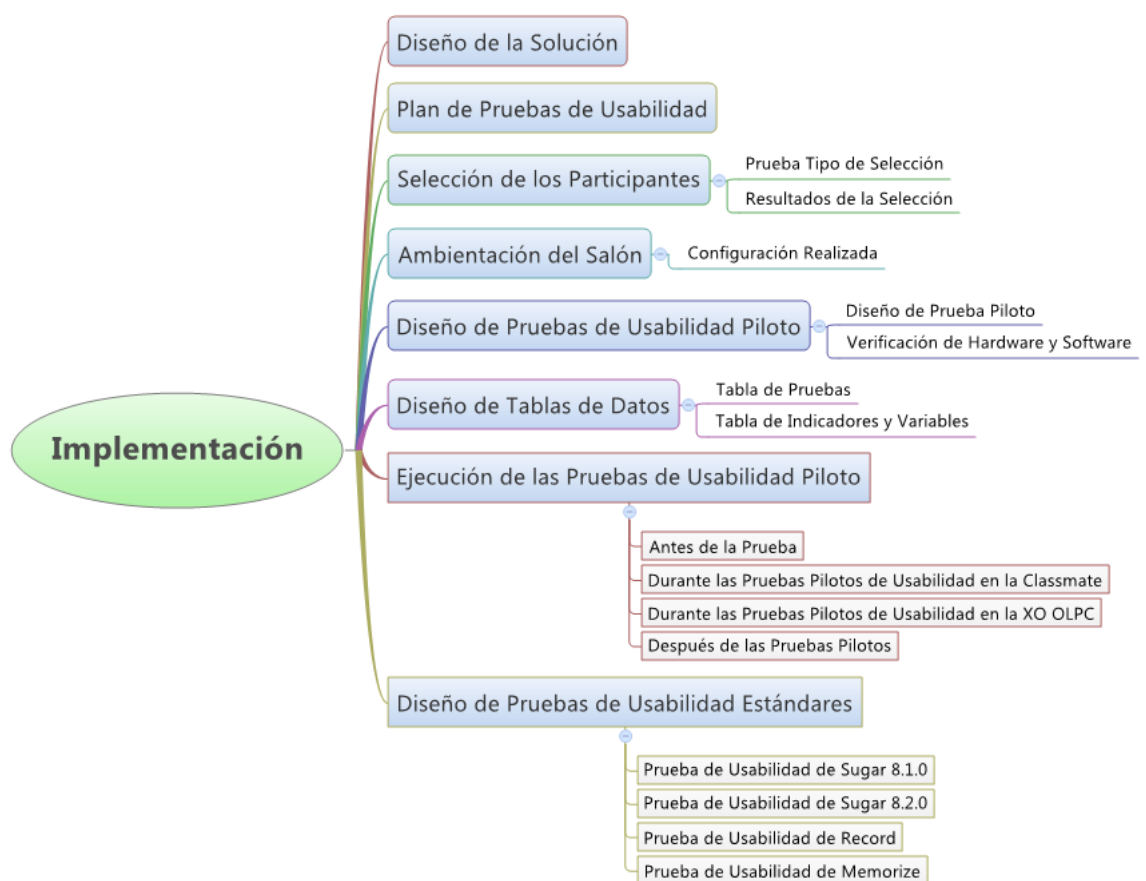 Diseño de la Solución
Plan de Pruebas de Usabilidad
Selección de los Participantes
Prueba Tipo de Selección
Resultados de la Selección
Ambientación del Salón
Configuración Realizada
Diseño de Pruebas de Usabilidad Piloto
Diseño de Prueba Piloto
Verificación de Hardware y Software
Diseño de Tablas de Datos
Tabla de Pruebas
Tabla de Indicadores y Variables
Implementación
Ejecución de las Pruebas de Usabilidad Piloto
Antes de la Prueba
Durante las Pruebas Pilotos de Usabilidad en la Classmate
Durante las Pruebas Pilotos de Usabilidad en la XO OLPC
Después de las Pruebas Pilotos
Diseño de Pruebas de Usabilidad Estándares
Prueba de Usabilidad de Sugar 8.1.0
Prueba de Usabilidad de Sugar 8.2.0
Prueba de Usabilidad de Record
Prueba de Usabilidad de Memorize